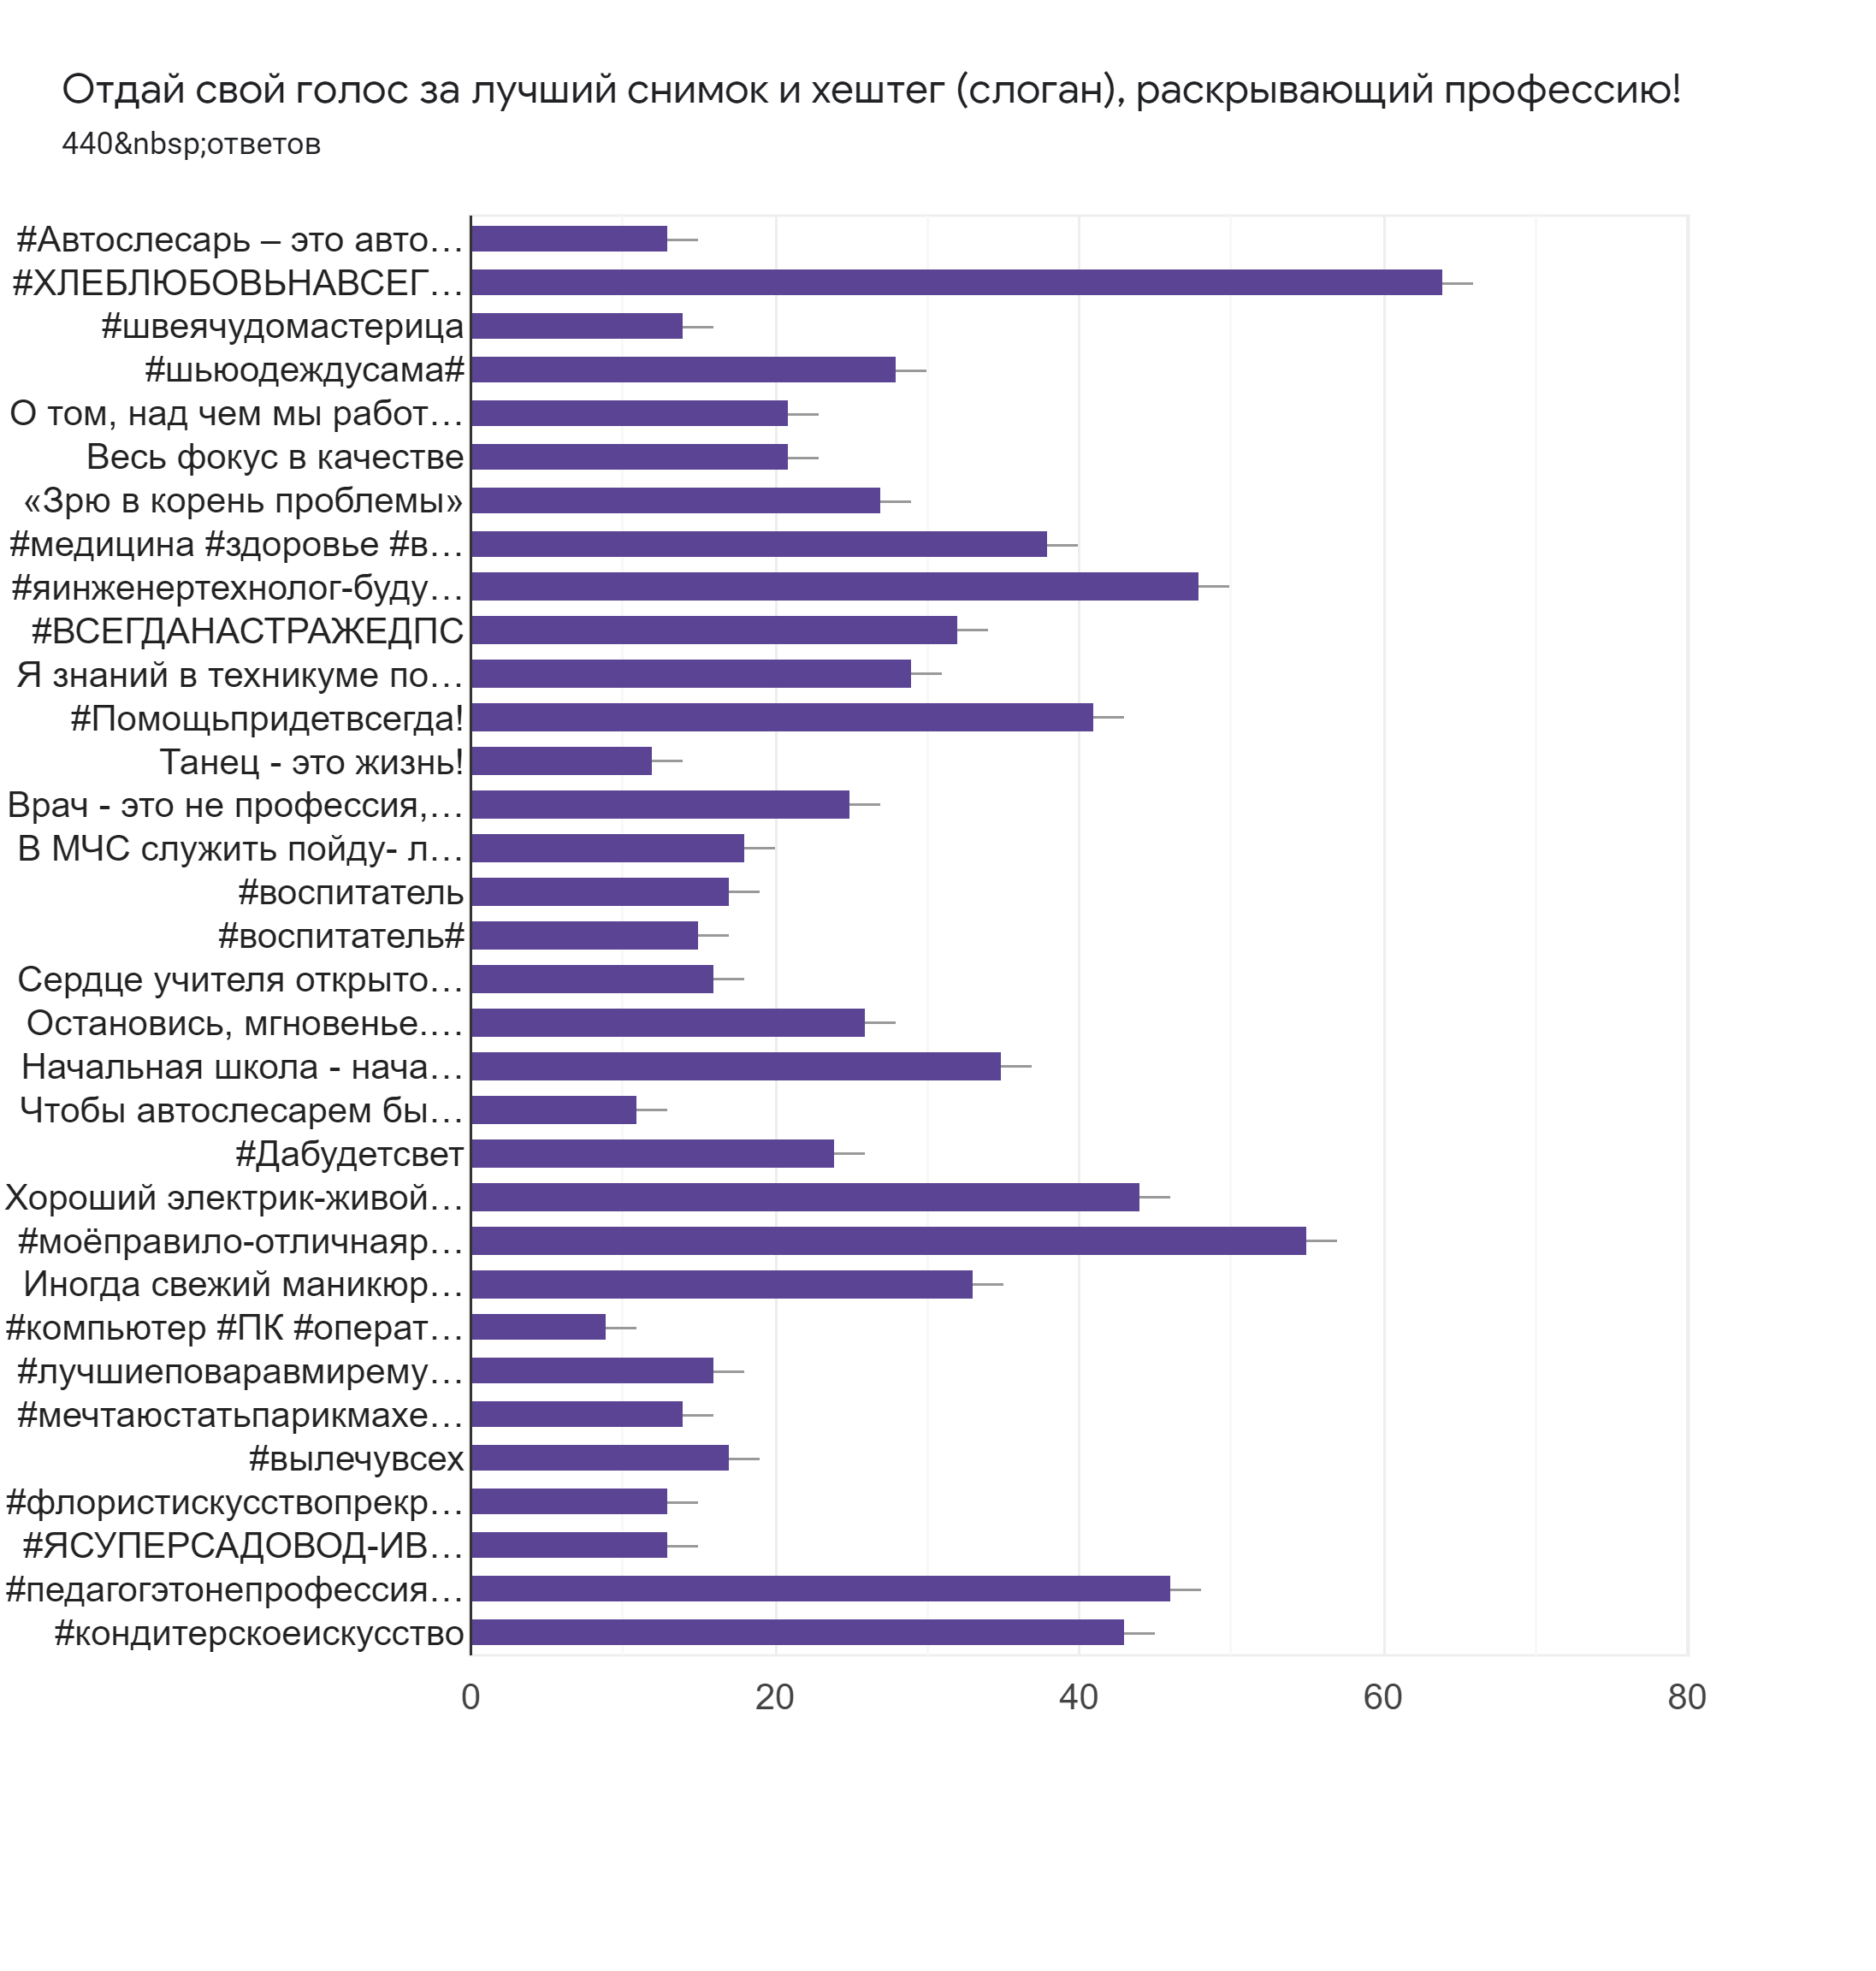 Отдай свой голос за лучший снимок и хештег (слоган), раскрывающий профессию!
440&nbsp;ответов
#Автослесарь – это авто…
#ХЛЕБЛЮБОВЬНАВСЕГ…
#швеячудомастерица
#шьюодеждусама#
О том, над чем мы работ…
Весь фокус в качестве
«Зрю в корень проблемы»
#медицина #здоровье #в…
#яинженертехнолог-буду…
#ВСЕГДАНАСТРАЖЕДПС
Я знаний в техникуме по…
#Помощьпридетвсегда!
Танец - это жизнь!
Врач - это не профессия,…
В МЧС служить пойду- л…
#воспитатель
#воспитатель#
Сердце учителя открыто…
Остановись, мгновенье.…
Начальная школа - нача…
Чтобы автослесарем бы…
#Дабудетсвет
Хороший электрик-живой…
#моёправило-отличнаяр…
Иногда свежий маникюр…
#компьютер #ПК #операт…
#лучшиеповаравмирему…
#мечтаюстатьпарикмахе…
#вылечувсех
#флористискусствопрекр…
#ЯСУПЕРСАДОВОД-ИВ…
#педагогэтонепрофессия…
#кондитерскоеискусство
0 20 40 60 80